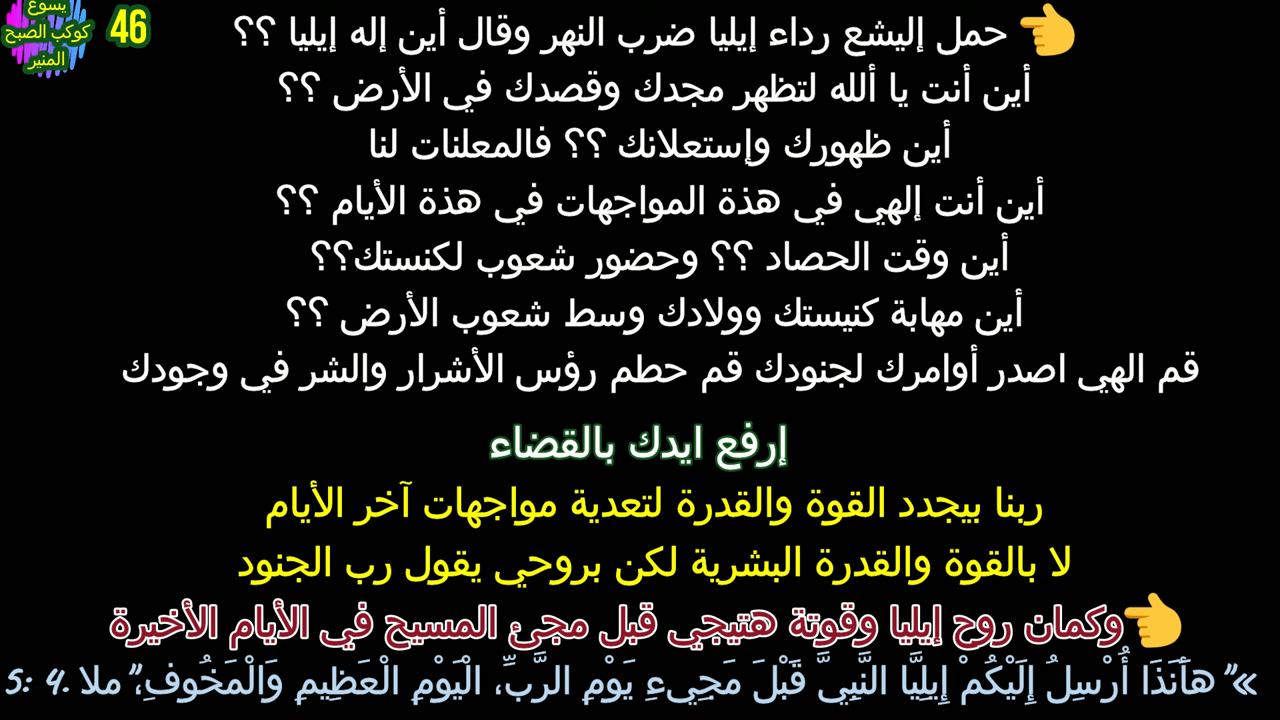 يسوع
كوكب الصبح
المنير
46
حمل إليشع رداء إيليا ضرب النهر وقال أين إله إيليا ؟؟
أين أنت يا ألله لتظهر مجدك وقصدك في الأرض ؟؟
أين ظهورك وإستعلانك ؟؟ فالمعلنات لنا
أين أنت إلهي في هذة المواجهات في هذة الأيام ؟؟
أين وقت الحصاد ؟؟ وحضور شعوب لكنستك؟؟
أين مهابة كنيستك وولادك وسط شعوب الأرض ؟؟
قم الهي اصدر أوامرك لجنودك قم حطم رؤس الأشرار والشر في وجودك
إرفع ايدك بالقضاء
ربنا بيجدد القوة والقدرة لتعدية مواجهات آخر الأيام
لا بالقوة والقدرة البشرية لكن بروحي يقول رب الجنود
وكمان روح إيليا وقوتة هتيجي قبل مجئ المسيح في الأيام الأخيرة
»"هأَنَذَا أُرْسِلُ إِلَيْكُمْ إِيلِيَّا النَّبِيَّ قَبْلَ مَجِيءِ يَوْمِ الرَّبِّ، الْيَوْمِ الْعَظِيمِ وَالْمَخُوفِ،" ملا .4 :5